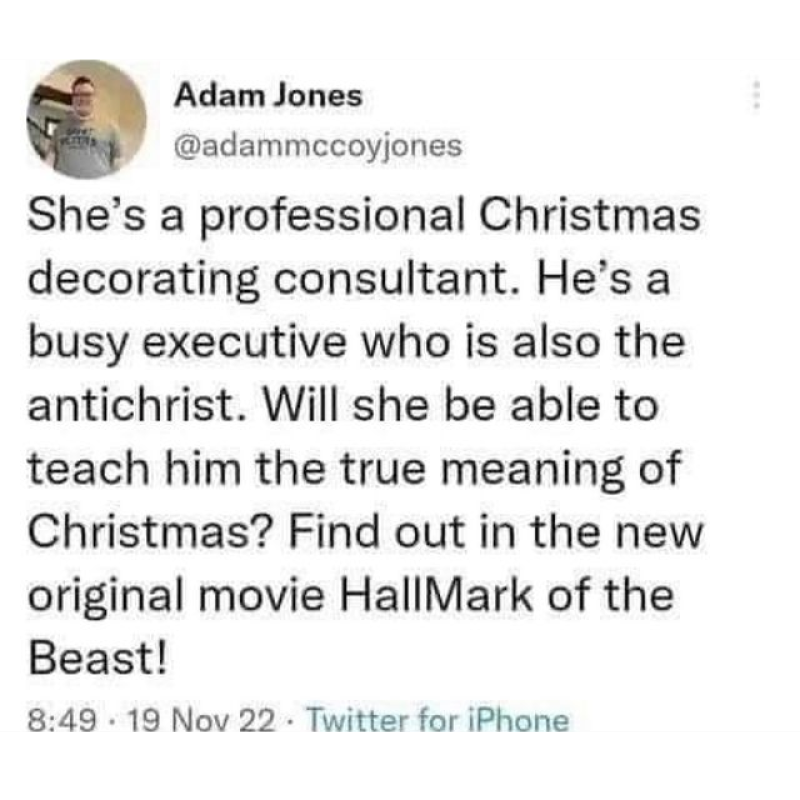 Adam Jones
@adammccoyjones
She's a professional Christmas
decorating consultant. He's a
busy executive who is also the
antichrist. Will she be able to
teach him the true meaning of
Christmas? Find out in the new
original movie HallMark of the
Beast!
8:49 · 19 Nov 22 · Twitter for iPhone